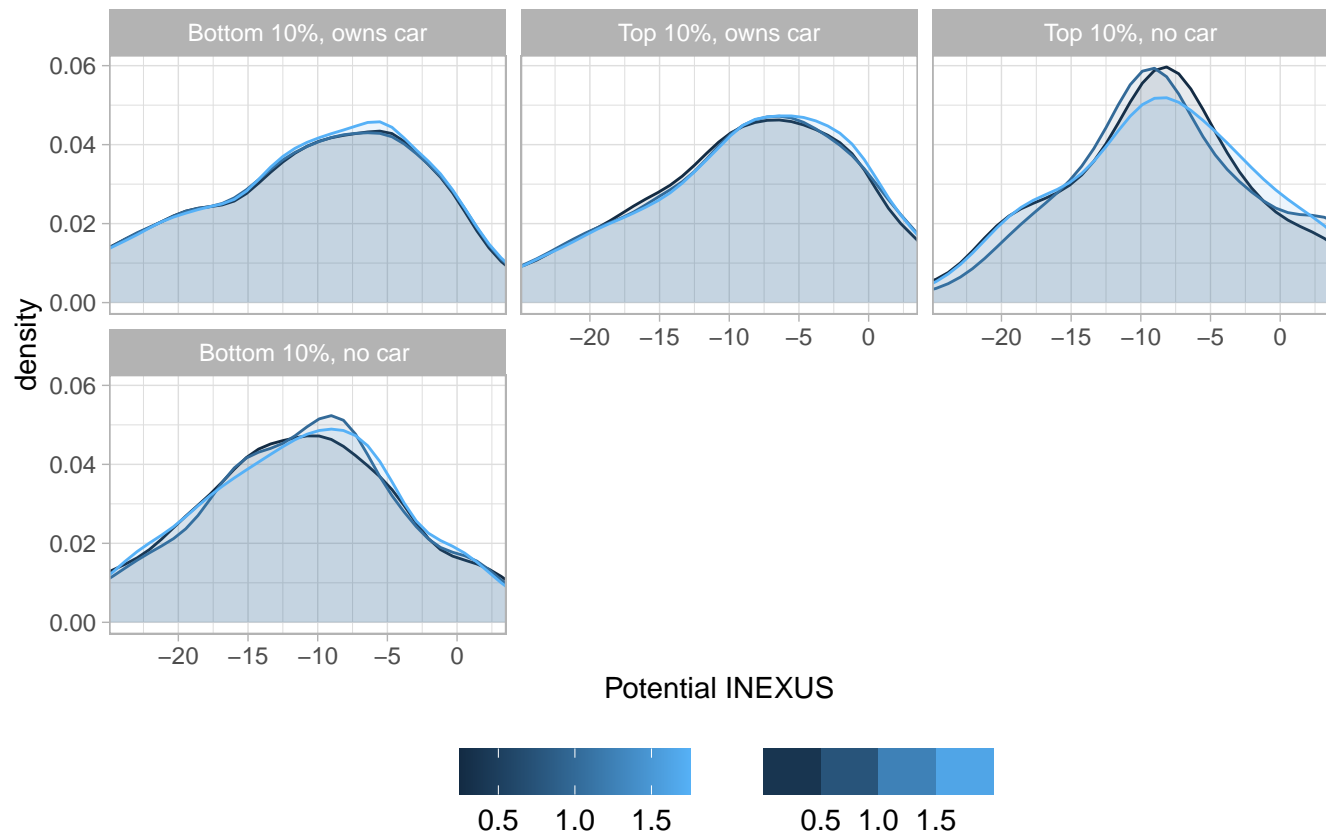 Bottom 10%, owns car
Top 10%, owns car
Top 10%, no car
0.06
0.04
0.02
0.00
−20 −15 −10 −5 0
−20 −15 −10 −5 0
Bottom 10%, no car
0.06
0.04
0.02
0.00
−20 −15 −10 −5 0
density
Potential INEXUS
0.5 1.0 1.5
0.5 1.0 1.5